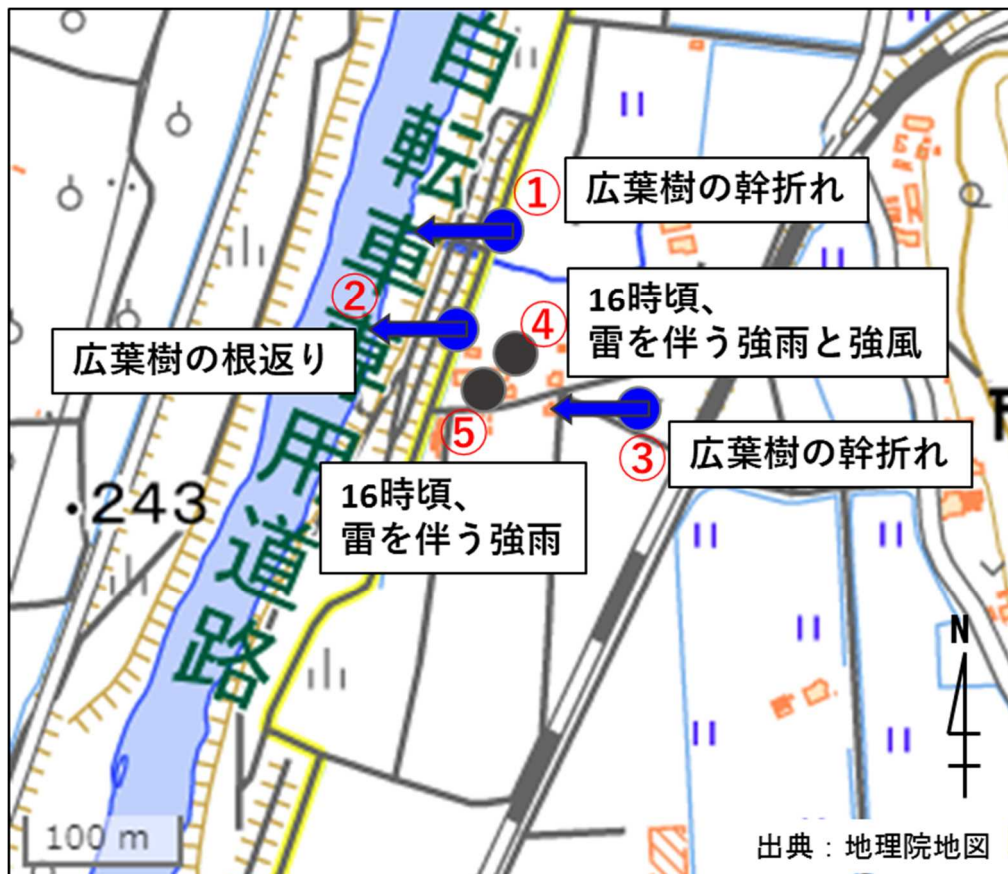 自転車専用道路
①
広葉樹の幹折れ
②
広葉樹の根返り
④
16時頃、
雷を伴う強雨と強風
⑤
16時頃、
雷を伴う強雨
③
広葉樹の幹折れ
243
N
100 m
出典：地理院地図